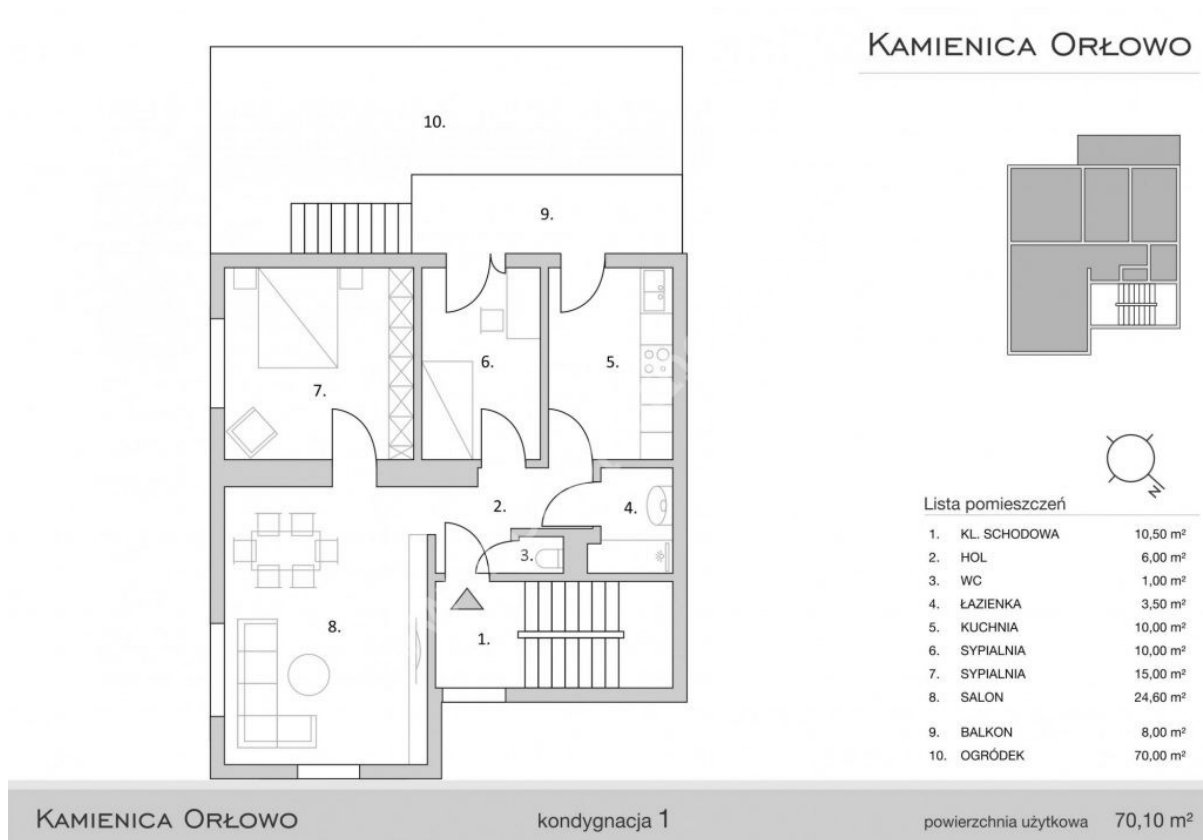 KAMIENICA ORŁOWO
10.
9.
7.
6.
5.
2.
4.
3.
8.
1.
N
Lista pomieszczeń
1. KL. SCHODOWA 10,50 m²
2. HOL 6,00 m²
3. WC 1,00 m²
4. ŁAZIENKA 3,50 m²
5. KUCHNIA 10,00 m²
6. SYPIALNIA 10,00 m²
7. SYPIALNIA 15,00 m²
8. SALON 24,60 m²
9. BALKON 8,00 m²
10. OGRÓDEK 70,00 m²
KAMIENICA ORŁOWO kondygnacja 1 powierzchnia użytkowa 70,10 m²